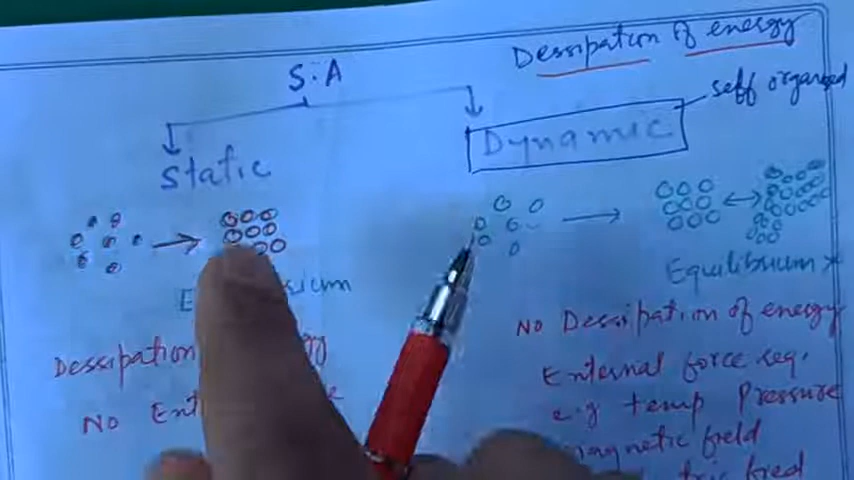 Dessipation of energy
S.A
self organized
Static
Dynamic
Equilibrium
Dessipation
No
No Dessipation of energy
External force req.
e.g temp Pressure
magnetic field